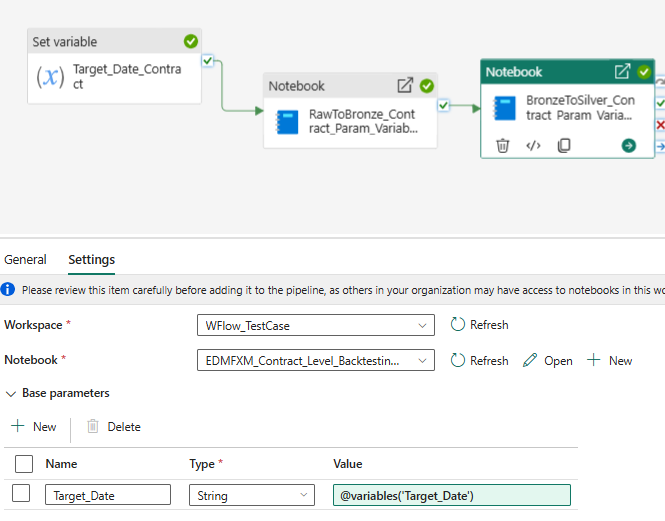 Set variable
(x) Target_Date_Contra
ct
Notebook
RawToBronze_Cont
ract_Param_Variab...
Notebook
BronzeToSilver_Con
tract_Param_Varia...
General
Settings
Please review this item carefully before adding it to the pipeline, as others in your organization may have access to notebooks in this wo
Workspace *
WFlow_TestCase
Refresh
Notebook *
EDMFXM_Contract_Level_Backtestin...
Refresh
Open
New
Base parameters
New
Delete
Name
Type *
Value
Target_Date
String
@variables('Target_Date')